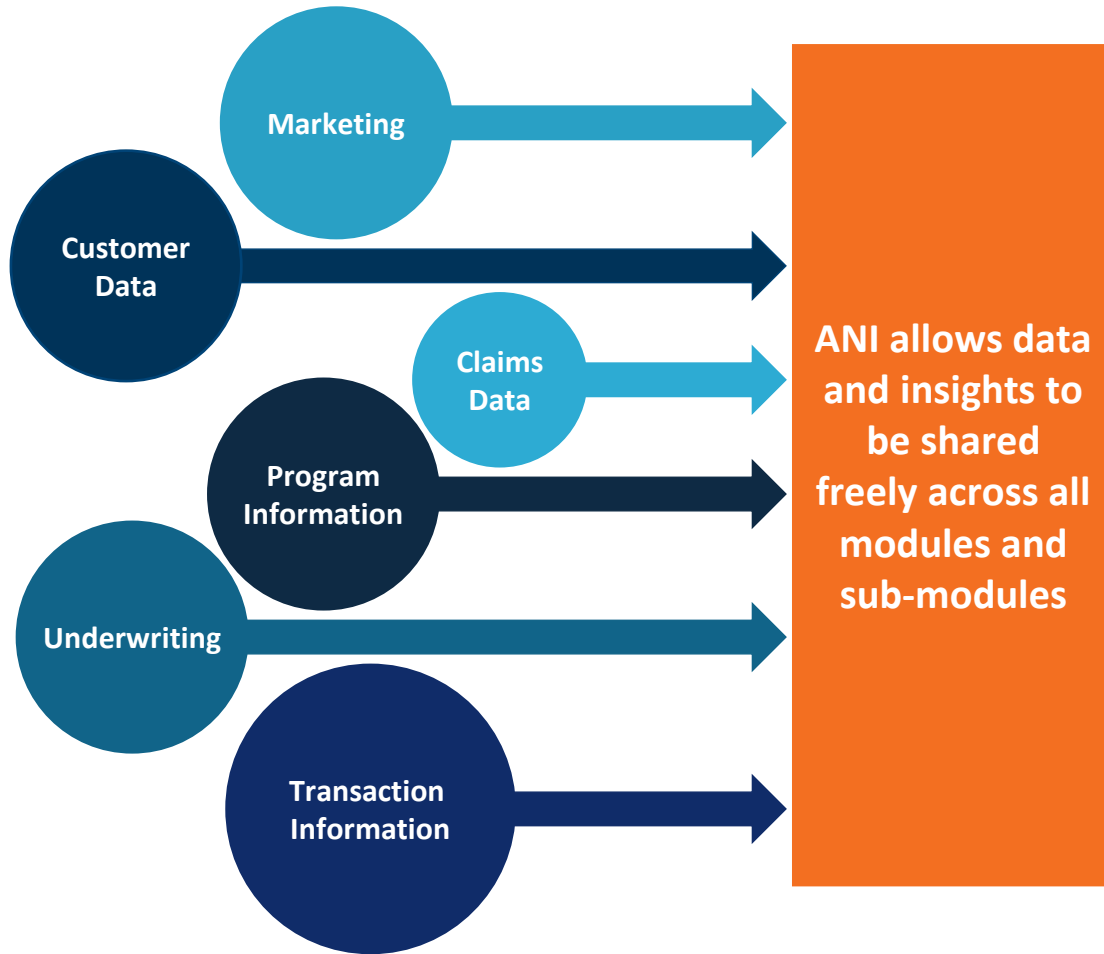 Marketing
Customer
Data
Claims
Data
Program
Information
Underwriting
Transaction
Information
ANI allows data
and insights to
be shared
freely across all
modules and
sub-modules